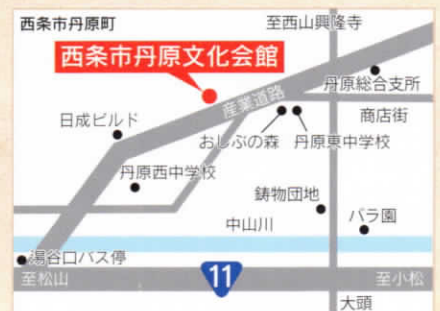 西条市丹原町
至西山興隆寺
西条市丹原文化会館
丹原総合支所
産業道路
商店街
日成ビルド
おしぶの森
丹原東中学校
丹原西中学校
鋳物団地
中山川
バラ園
湯谷口バス停
至松山
11
至小松
大頭